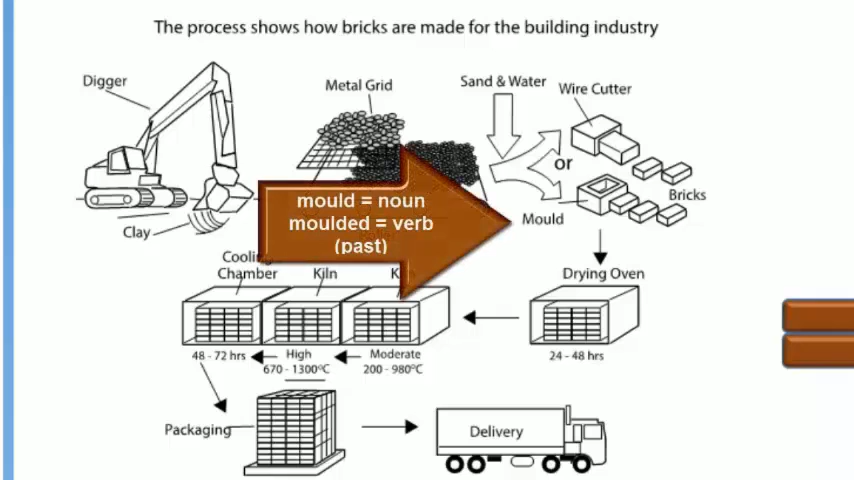 The process shows how bricks are made for the building industry
Digger
Metal Grid
Sand & Water
Wire Cutter
or
mould = noun
moulded = verb
(past)
Bricks
Mould
Clay
Cooling
Chamber
Kiln
Drying Oven
48 - 72 hrs
High
670 - 1300ºC
Moderate
200 - 980ºC
24 - 48 hrs
Packaging
Delivery